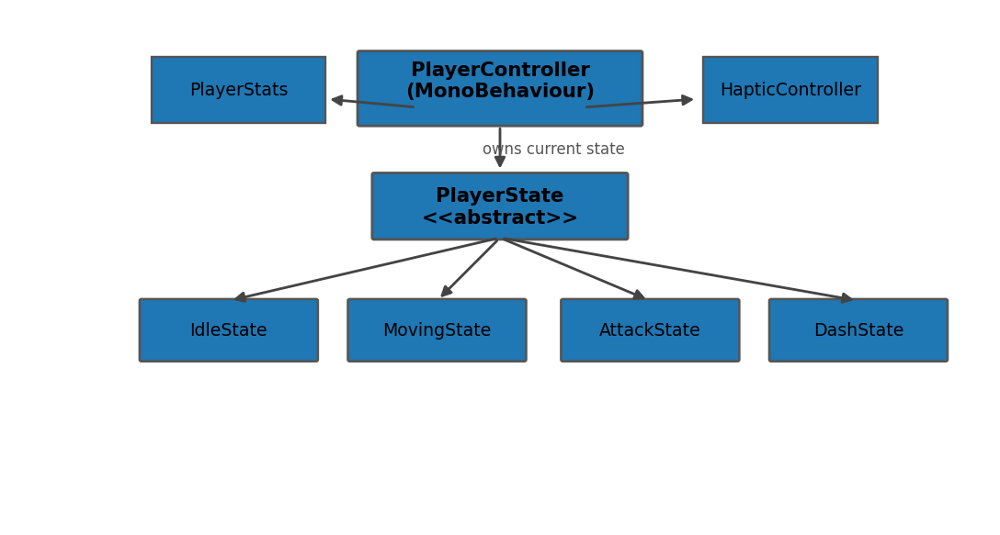 PlayerStats
PlayerController
(MonoBehaviour)
HapticController
owns current state
PlayerState
<<abstract>>
IdleState
MovingState
AttackState
DashState